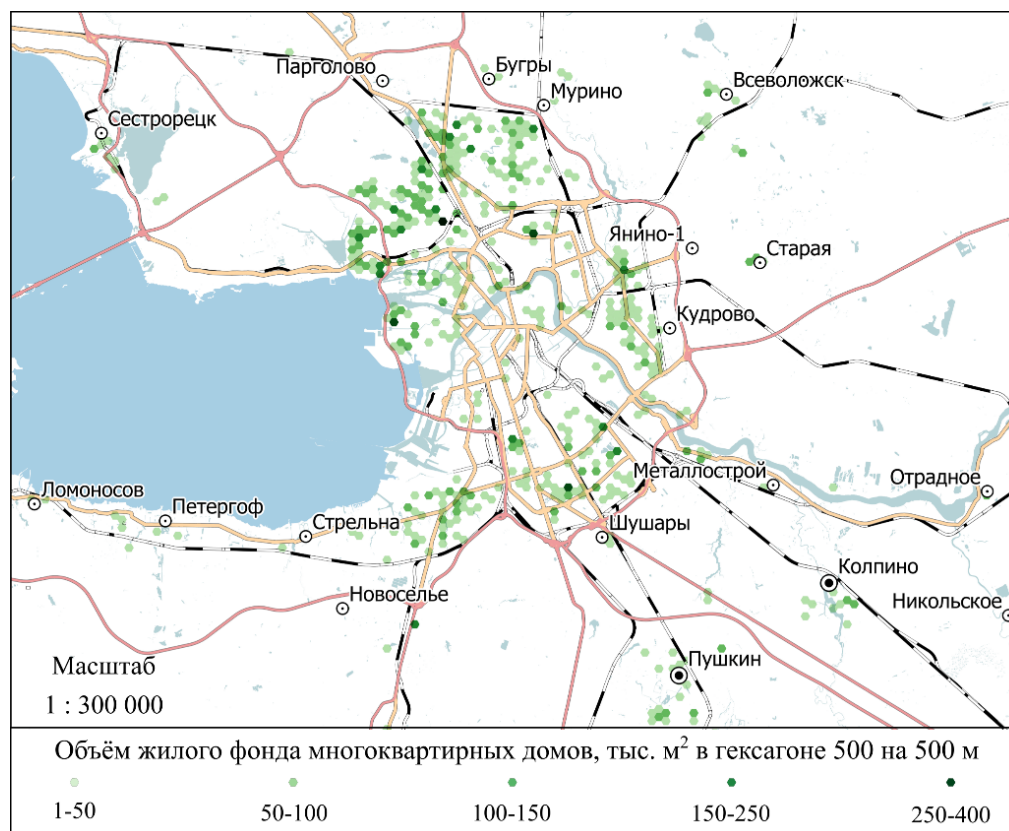 Парголово
Бугры
Мурино
Всеволожск
Сестрорецк
Янино-1
Старая
Кудрово
Ломоносов
Петергоф
Стрельна
Металлострой
Отрадное
Шушары
Колпино
Новоселье
Никольское
Пушкин
Масштаб
1 : 300 000
Объём жилого фонда многоквартирных домов, тыс. м² в гексагоне 500 на 500 м
1-50 50-100 100-150 150-250 250-400